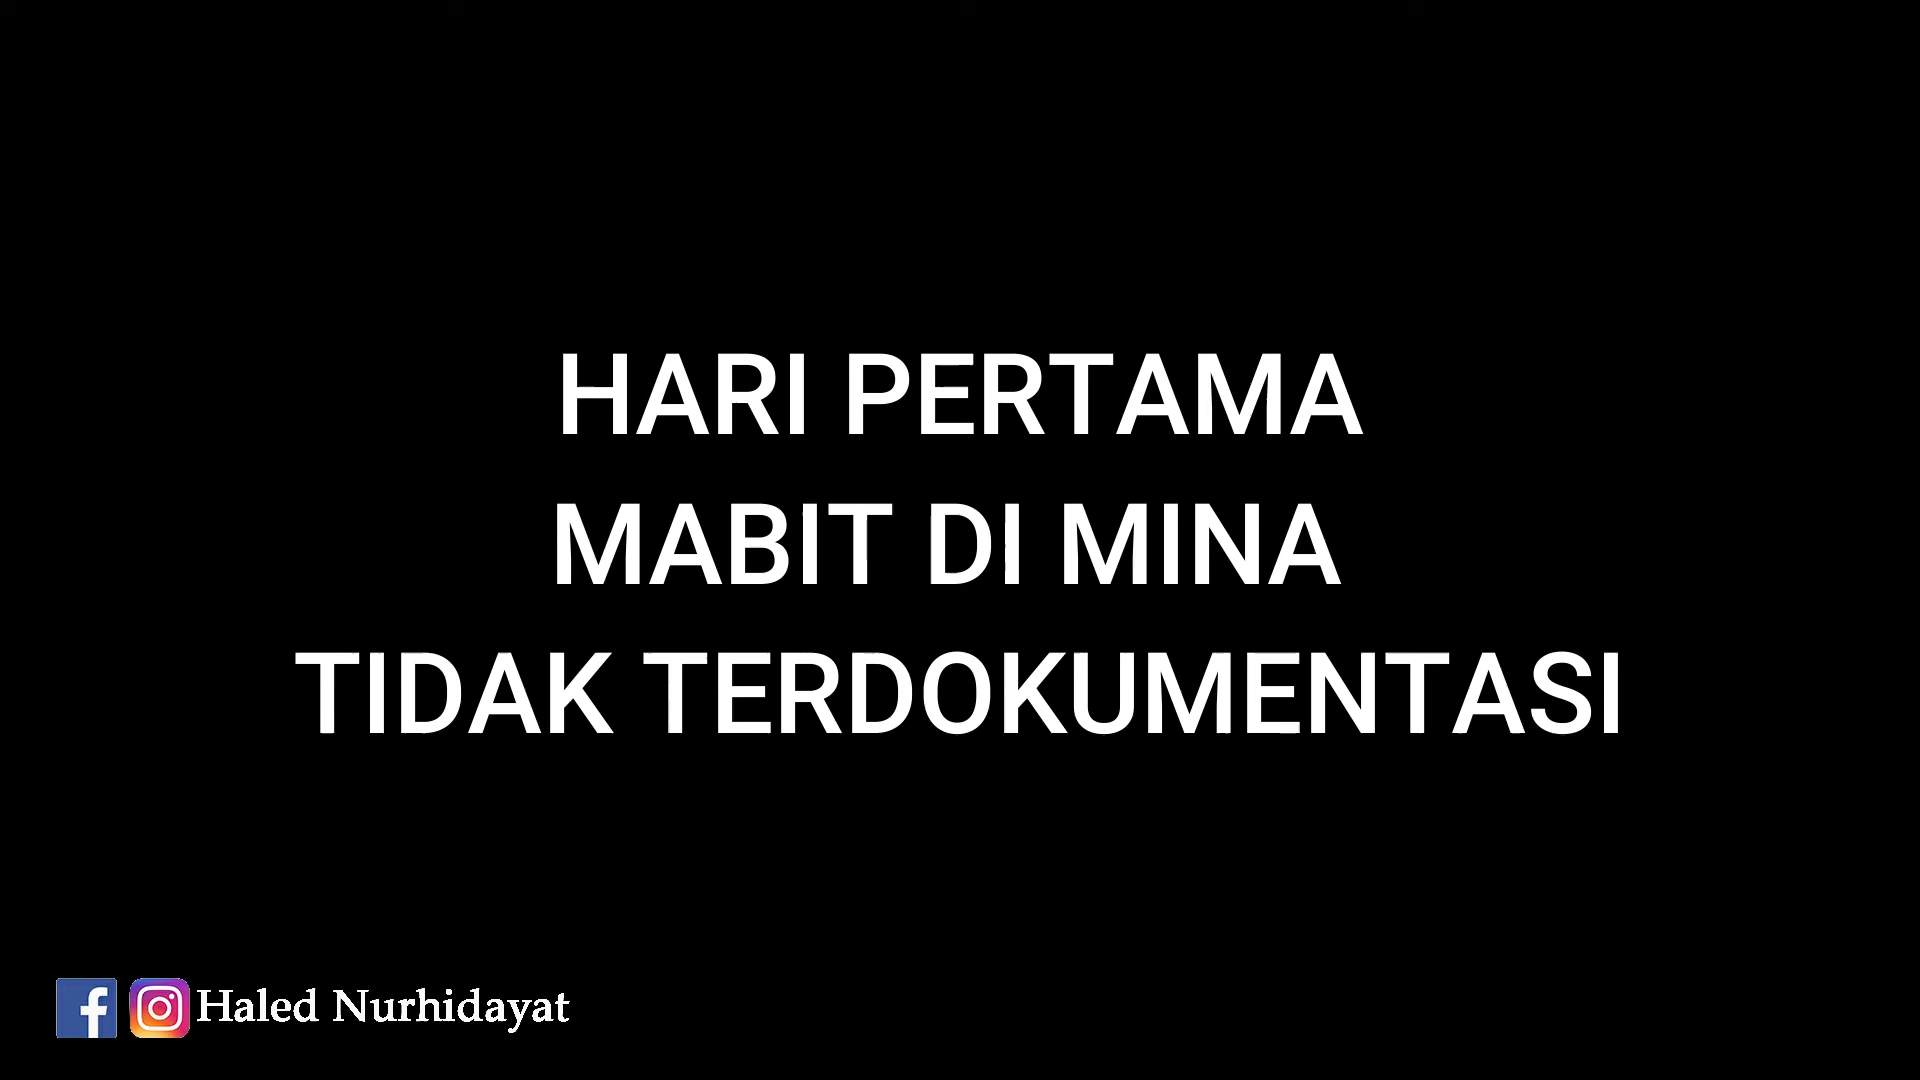 HARI PERTAMA
MABIT DI MINA
TIDAK TERDOKUMENTASI
Haled Nurhidayat